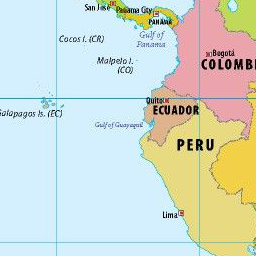 San José
Panama City
PANAMA
Cocos I. (CR)
Gulf of
Panama
Malpelo I.
(CO)
Bogotá
COLOMB
Quito
ECUADOR
Galapagos Is. (EC)
Gulf of Guayaquil
PERU
Lima